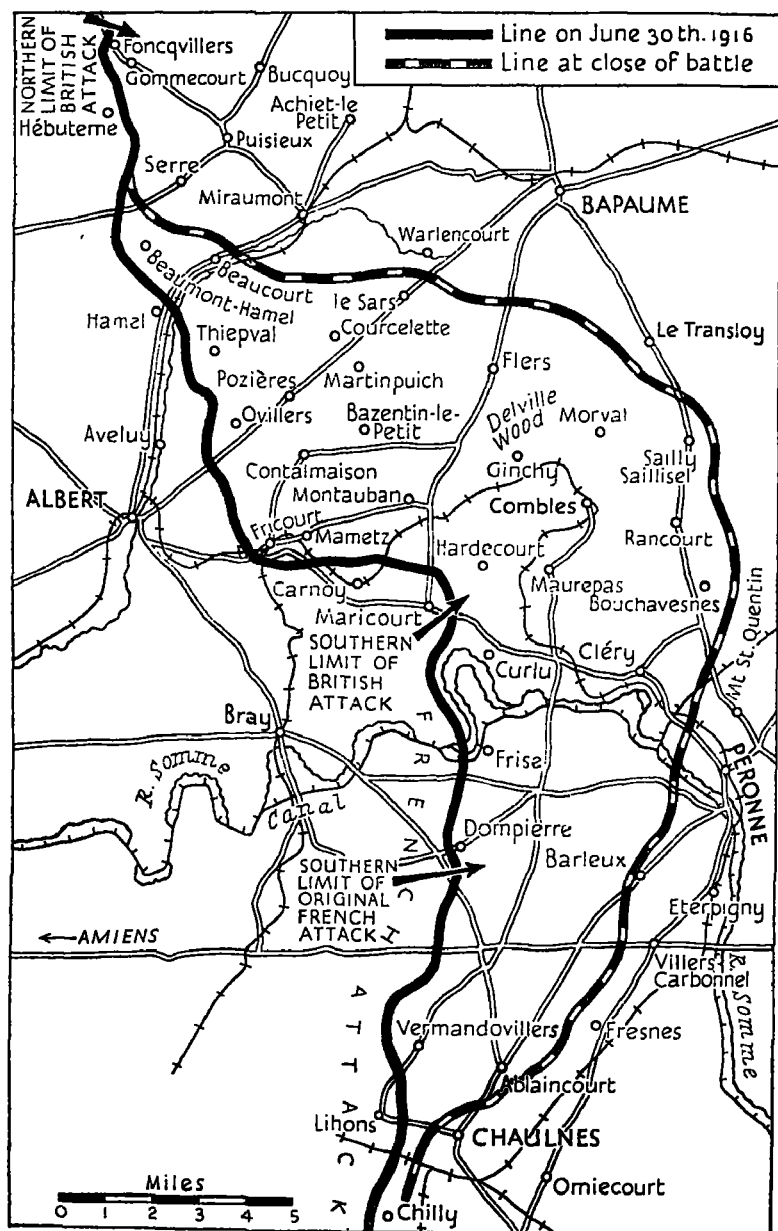 Line on June 30th. 1916
Line at close of battle
NORTHERN
LIMIT OF
BRITISH
ATTACK
Foncqvillers
Gommecourt
Bucquoy
Achiet-le
Petit
Hébuterne
Puisieux
Serre
Miraumont
BAPAUME
Warlencourt
Beaucourt
Beaumont-Hamel
le Sars
Hamel
Thiepval
Courcelette
Le Transloy
Flers
Pozières
Martinpuich
Ovillers
Bazentin-le-
Petit
Delville
Wood
Morval
Aveluy
Contalmaison
Ginchy
Sailly
Saillisel
Montauban
Combles
ALBERT
Fricourt
Mametz
Hardecourt
Rancourt
Carnoy
Maurepas
Bouchavesnes
Maricourt
SOUTHERN
LIMIT OF
BRITISH
ATTACK
Curlu
Cléry
Mt St. Quentin
Bray
Frise
PERONNE
R. Somme
Canal
FRENCH ATTACK
Dompierre
Barleux
SOUTHERN
LIMIT OF
ORIGINAL
FRENCH
ATTACK
Eterpigny
←AMIENS
Villers
Carbonnel
R. Somme
Vermandovillers
Fresnes
Ablaincourt
Lihons
CHAULNES
Omiecourt
Chilly
Miles
0 1 2 3 4 5